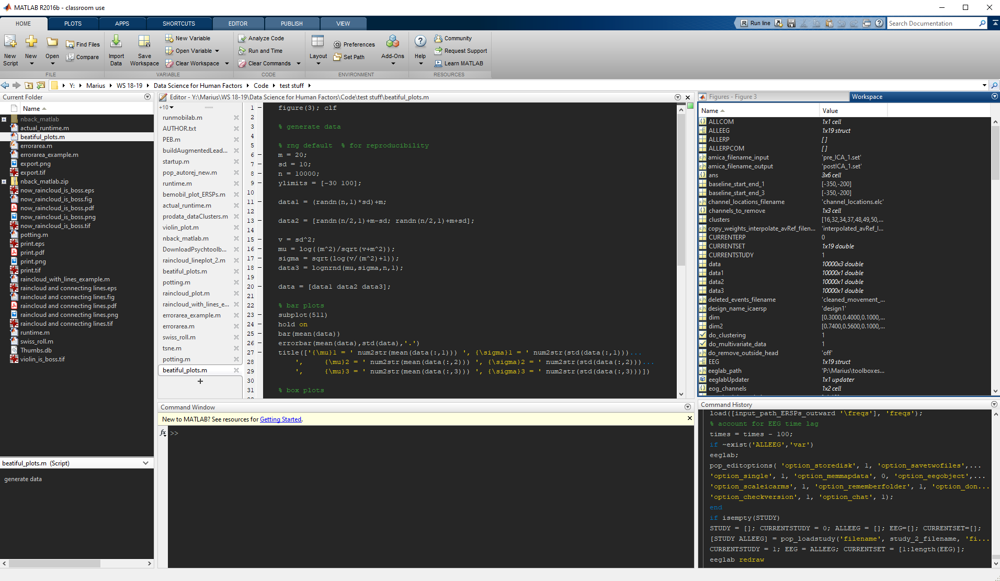 MATLAB R2016b - classroom use
HOME PLOTS APPS SHORTCUTS EDITOR PUBLISH VIEW
Run line
Search Documentation
New Script
New
Open
Find Files
Compare
FILE
Import Data
Save Workspace
New Variable
Open Variable
Clear Workspace
VARIABLE
Analyze Code
Run and Time
Clear Commands
CODE
Layout
Preferences
Set Path
Add-Ons
ENVIRONMENT
Help
Community
Request Support
Learn MATLAB
RESOURCES
Y: Marius WS 18-19 Data Science for Human Factors Code test stuff
Current Folder
Name
nback_matlab
actual_runtime.m
beatiful_plots.m
errorarea.m
errorarea_example.m
export.png
export.tif
nback_matlab.zip
now_raincloud_is_boss.eps
now_raincloud_is_boss.fig
now_raincloud_is_boss.pdf
now_raincloud_is_boss.png
now_raincloud_is_boss.tif
potting.m
print.eps
print.pdf
print.png
print.tif
raincloud_with_lines_example.m
raincloud and connecting lines.eps
raincloud and connecting lines.fig
raincloud and connecting lines.pdf
raincloud and connecting lines.png
raincloud and connecting lines.tif
runtime.m
swiss_roll.m
Thumbs.db
violin_is_boss.tif
beatiful_plots.m (Script)
generate data
Editor - Y:\Marius\WS 18-19\Data Science for Human Factors\Code\test stuff\beatiful_plots.m
+10
runmobilab.m
AUTHOR.txt
PEB.m
buildAugmentedLead...
startup.m
pop_autorej_new.m
runtime.m
bemobil_plot_ERSPs.m
actual_runtime.m
prodata_dataClusters.m
violin_plot.m
nback_matlab.m
DownloadPsychtoolb...
raincloud_lineplot_2.m
beatiful_plots.m
potting.m
raincloud_plot.m
raincloud_with_lines_e...
errorarea_example.m
errorarea.m
swiss_roll.m
tsne.m
potting.m
beatiful_plots.m
+
1 – figure(3); clf
2
3 % generate data
4
5 % rng default  % for reproducibility
6 – m = 20;
7 – sd = 10;
8 – n = 10000;
9 – ylimits = [-30 100];
10
11 – data1 = (randn(n,1)*sd)+m;
12
13 – data2 = [randn(n/2,1)+m-sd; randn(n/2,1)+m+sd];
14
15 – v = sd^2;
16 – mu = log((m^2)/sqrt(v+m^2));
17 – sigma = sqrt(log(v/(m^2)+1));
18 – data3 = lognrnd(mu,sigma,n,1);
19
20 – data = [data1 data2 data3];
21
22 % bar plots
23 – subplot(511)
24 – hold on
25 – bar(mean(data))
26 – errorbar(mean(data),std(data),'.')
27 – title(['{\mu}1 = ' num2str(mean(data(:,1))) ', {\sigma}1 = ' num2str(std(data(:,1)))...
28 ',     {\mu}2 = ' num2str(mean(data(:,2))) ', {\sigma}2 = ' num2str(std(data(:,2)))...
29 ',     {\mu}3 = ' num2str(mean(data(:,3))) ', {\sigma}3 = ' num2str(std(data(:,3)))])
30
31 % box plots
Command Window
New to MATLAB? See resources for Getting Started.
fx >>
Figures - Figure 3
Workspace
Name Value
ALLCOM 1x1 cell
ALLEEG 1x19 struct
ALLERP []
ALLERPCOM []
amica_filename_input 'pre_ICA_1.set'
amica_filename_output 'postICA_1.set'
ans 3x6 cell
baseline_start_end_1 [-350,-200]
baseline_start_end_3 [-350,-200]
channel_locations_filename 'channel_locations.elc'
channels_to_remove 1x3 cell
clusters [16,32,34,37,48,49,50,...
copy_weights_interpolate_avRef_filen... 'interpolated_avRef_I...
CURRENTERP 0
CURRENTSET 1x19 double
CURRENTSTUDY 1
data 10000x3 double
data1 10000x1 double
data2 10000x1 double
data3 10000x1 double
deleted_events_filename 'cleaned_movement_...
design_name_icaersp 'design1'
dim [0.3000,0.4000,0.1000,...
dim2 [0.7400,0.5600,0.1000,...
do_clustering 1
do_multivariate_data 1
do_remove_outside_head 'off'
EEG 1x19 struct
eeglab_path 'P:\Marius\toolboxes...
eeglabUpdater 1x1 updater
eog_channels 1x2 cell
Command History
load([input_path_ERSPs_outward '\freqs'], 'freqs');
% account for EEG time lag
times = times - 100;
if ~exist('ALLEEG','var')
eeglab;
pop_editoptions( 'option_storedisk', 1, 'option_savetwofiles',...
'option_single', 1, 'option_memmapdata', 0, 'option_eegobject',...
'option_scaleicarms', 1, 'option_rememberfolder', 1, 'option_don...
'option_checkversion', 1, 'option_chat', 1);
end
if isempty(STUDY)
STUDY = []; CURRENTSTUDY = 0; ALLEEG = []; EEG=[]; CURRENTSET=[];
[STUDY ALLEEG] = pop_loadstudy('filename', study_2_filename, 'fi...
CURRENTSTUDY = 1; EEG = ALLEEG; CURRENTSET = [1:length(EEG)];
eeglab redraw